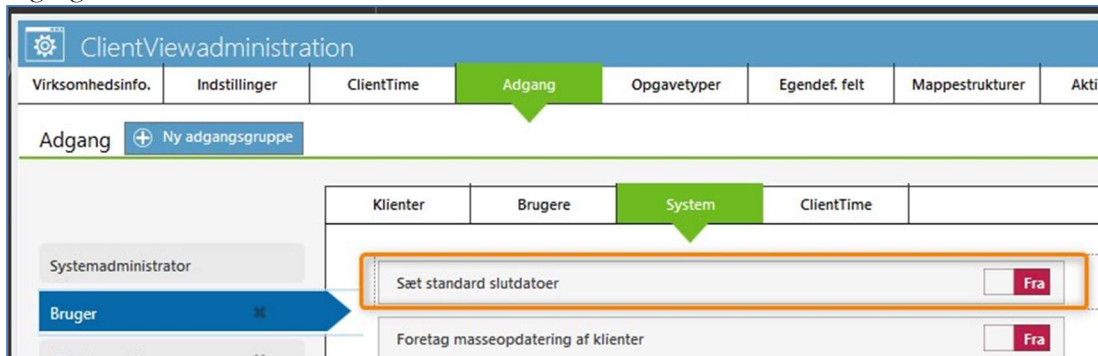 ClientViewadministration
Virksomhedsinfo. Indstillinger ClientTime Adgang Opgavetyper Egendef. felt Mappestrukturer Akti
Adgang Ny adgangsgruppe
Klienter Brugere System ClientTime
Systemadministrator
Sæt standard slutdatoer Fra
Bruger
Foretag masseopdatering af klienter Fra